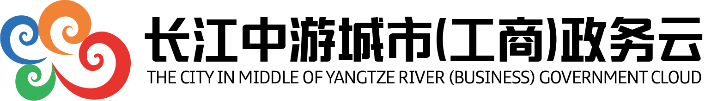 长江中游城市(工商)政务云
THE CITY IN MIDDLE OF YANGTZE RIVER (BUSINESS) GOVERNMENT CLOUD